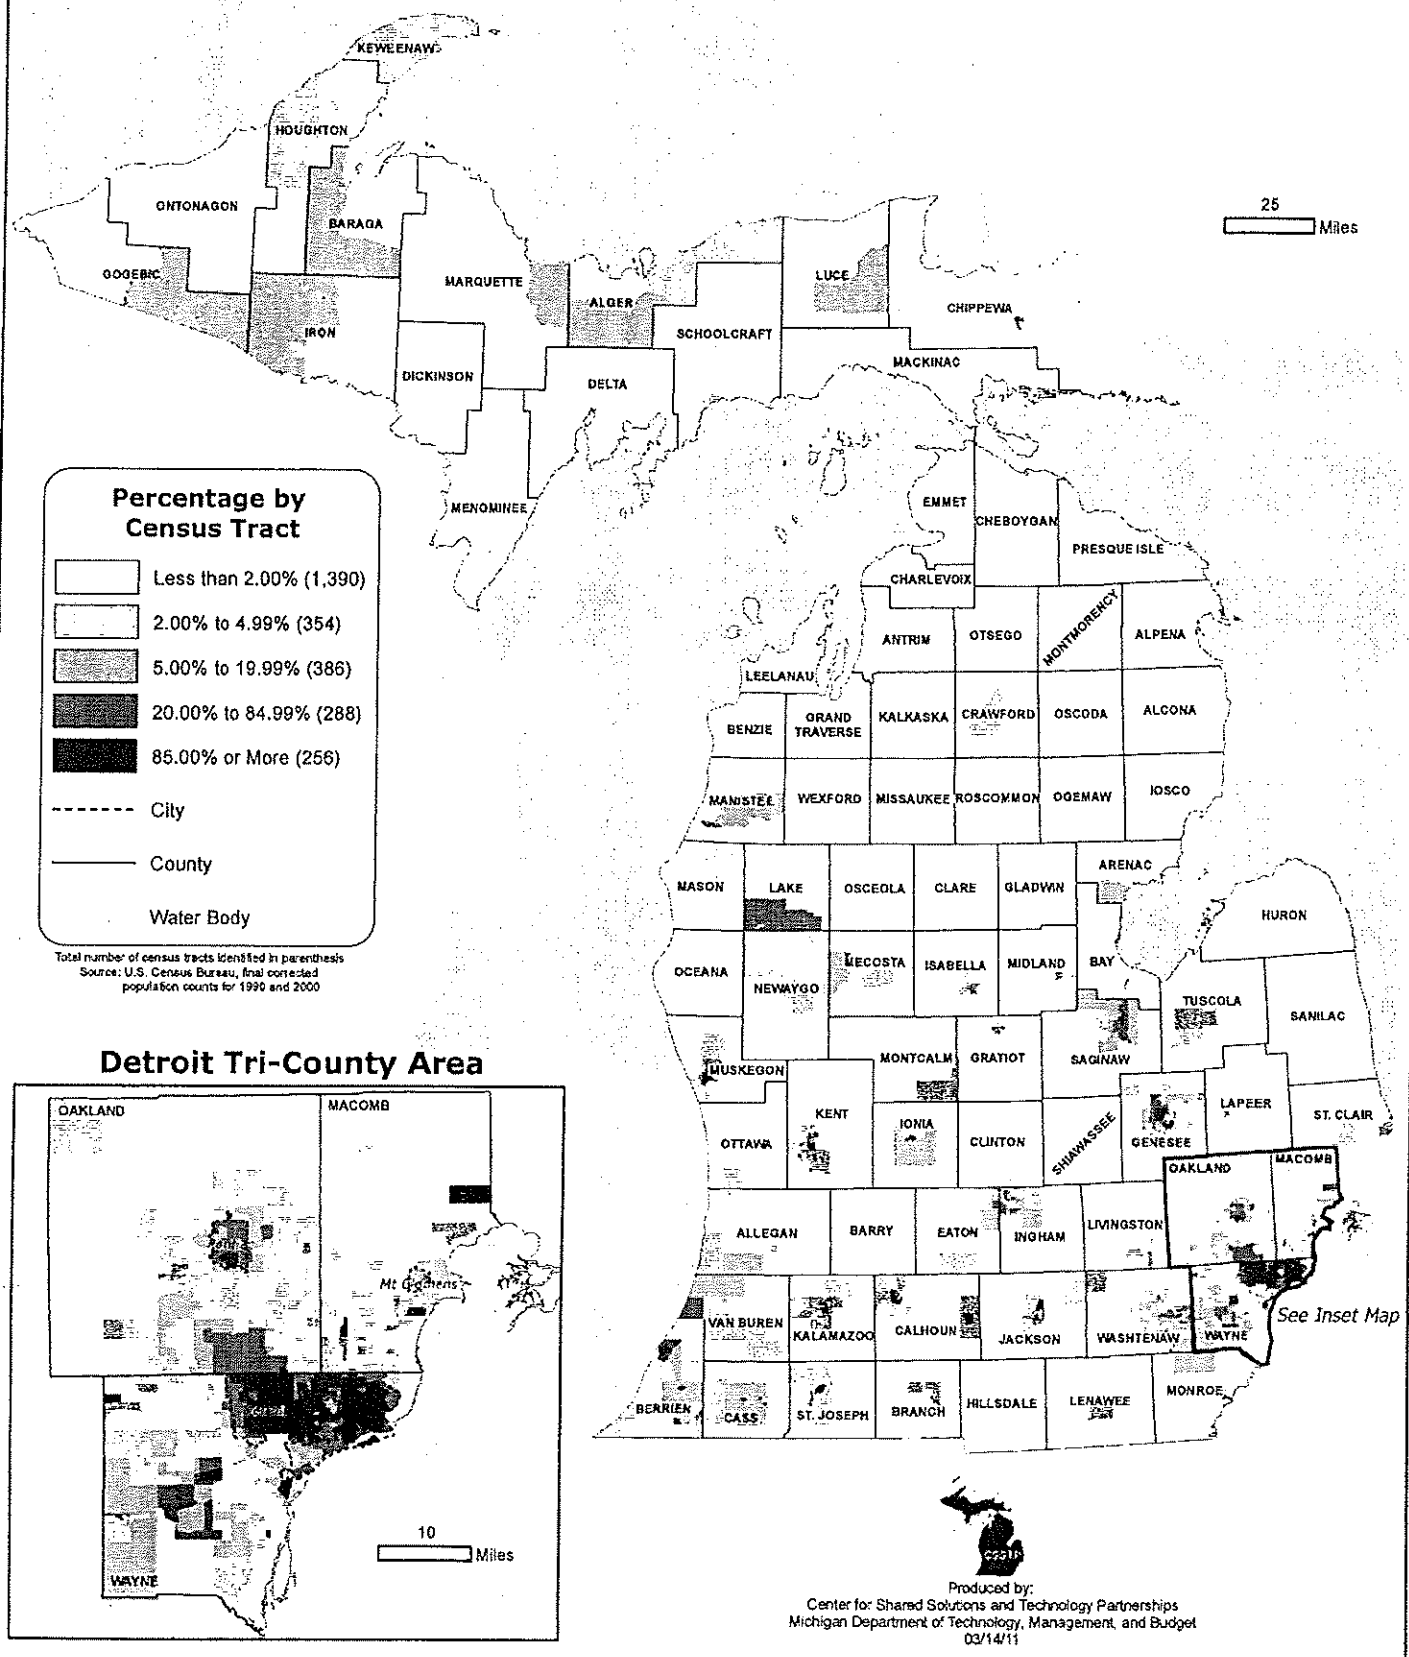 KEWEENAW
HOUGHTON
ONTONAGON
BARAGA
GOGEBIC
MARQUETTE
ALGER
LUCE
CHIPPEWA
IRON
SCHOOLCRAFT
DICKINSON
DELTA
MACKINAC
MENOMINEE
25
Miles
Percentage by
Census Tract
Less than 2.00% (1,390)
2.00% to 4.99% (354)
5.00% to 19.99% (386)
20.00% to 84.99% (288)
85.00% or More (256)
City
County
Water Body
Total number of census tracts identified in parenthesis
Source: U.S. Census Bureau, final corrected
population counts for 1990 and 2000
EMMET
CHEBOYGAN
PRESQUE ISLE
CHARLEVOIX
ANTRIM
OTSEGO
MONTMORENCY
ALPENA
LEELANAU
BENZIE
GRAND
TRAVERSE
KALKASKA
CRAWFORD
OSCODA
ALCONA
MANISTEE
WEXFORD
MISSAUKEE
ROSCOMMON
OGEMAW
IOSCO
ARENAC
MASON
LAKE
OSCEOLA
CLARE
GLADWIN
HURON
OCEANA
NEWAYGO
MECOSTA
ISABELLA
MIDLAND
BAY
TUSCOLA
SANILAC
MUSKEGON
MONTCALM
GRATIOT
SAGINAW
KENT
IONIA
LAPEER
ST. CLAIR
OTTAWA
CLINTON
SHIAWASSEE
GENESEE
OAKLAND
MACOMB
ALLEGAN
BARRY
EATON
INGHAM
LIVINGSTON
VAN BUREN
KALAMAZOO
CALHOUN
JACKSON
WASHTENAW
WAYNE
See Inset Map
BERRIEN
CASS
ST. JOSEPH
BRANCH
HILLSDALE
LENAWEE
MONROE
Detroit Tri-County Area
OAKLAND
MACOMB
Mt Clemens
WAYNE
10
Miles
Produced by:
Center for Shared Solutions and Technology Partnerships
Michigan Department of Technology, Management, and Budget
03/14/11